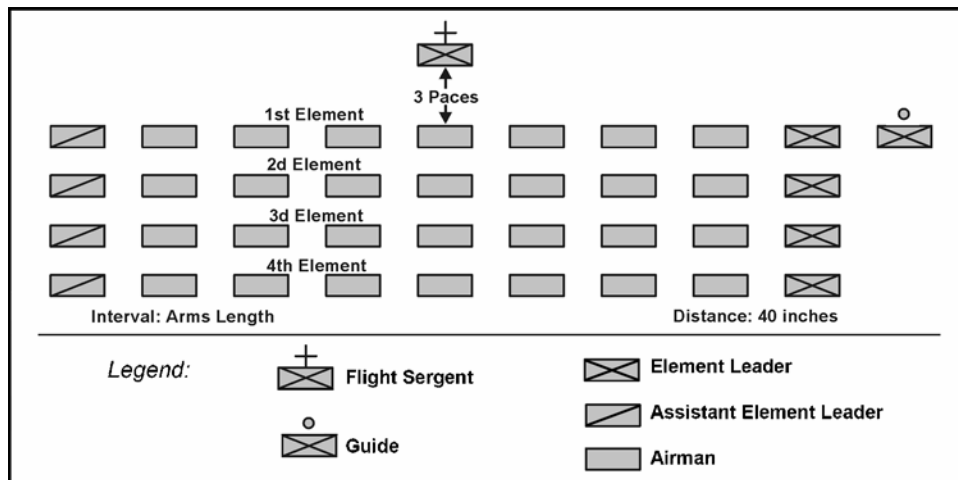 3 Paces
1st Element
2d Element
3d Element
4th Element
Interval: Arms Length
Distance: 40 inches
Legend:
Flight Sergent
Element Leader
Assistant Element Leader
Guide
Airman